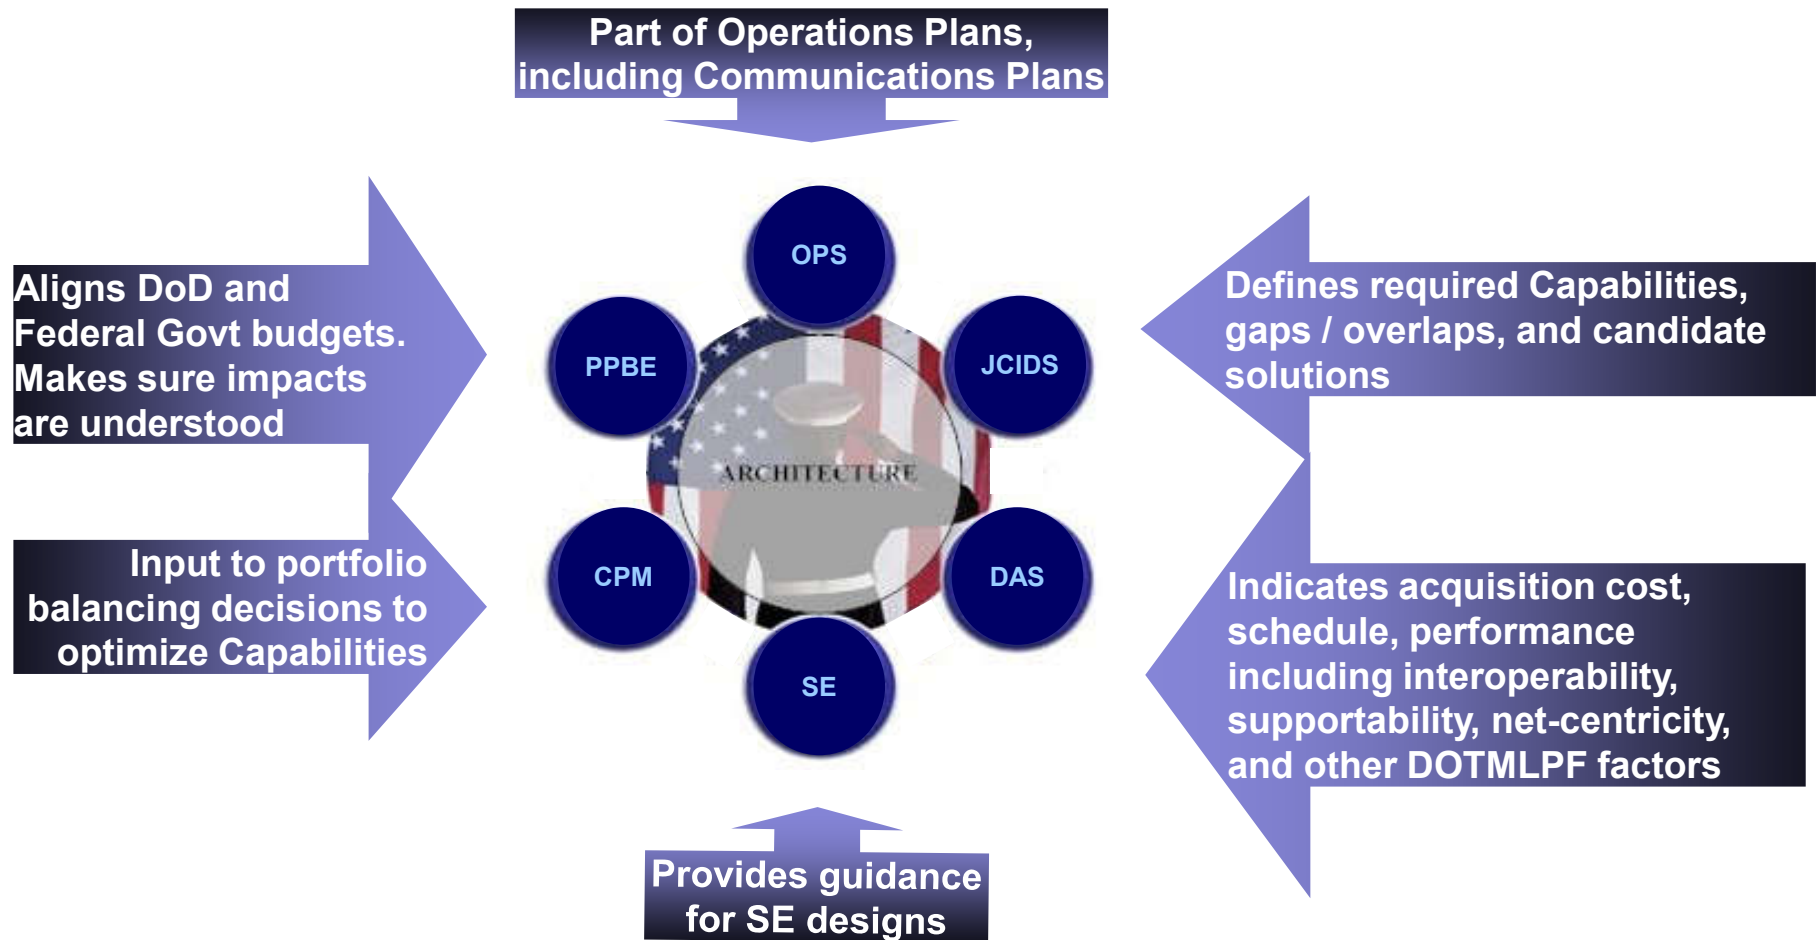 Part of Operations Plans,
including Communications Plans
OPS
PPBE
JCIDS
Aligns DoD and
Federal Govt budgets.
Makes sure impacts
are understood
Defines required Capabilities,
gaps / overlaps, and candidate
solutions
ARCHITECTURE
CPM
DAS
Input to portfolio
balancing decisions to
optimize Capabilities
Indicates acquisition cost,
schedule, performance
including interoperability,
supportability, net-centricity,
and other DOTMLPF factors
SE
Provides guidance
for SE designs